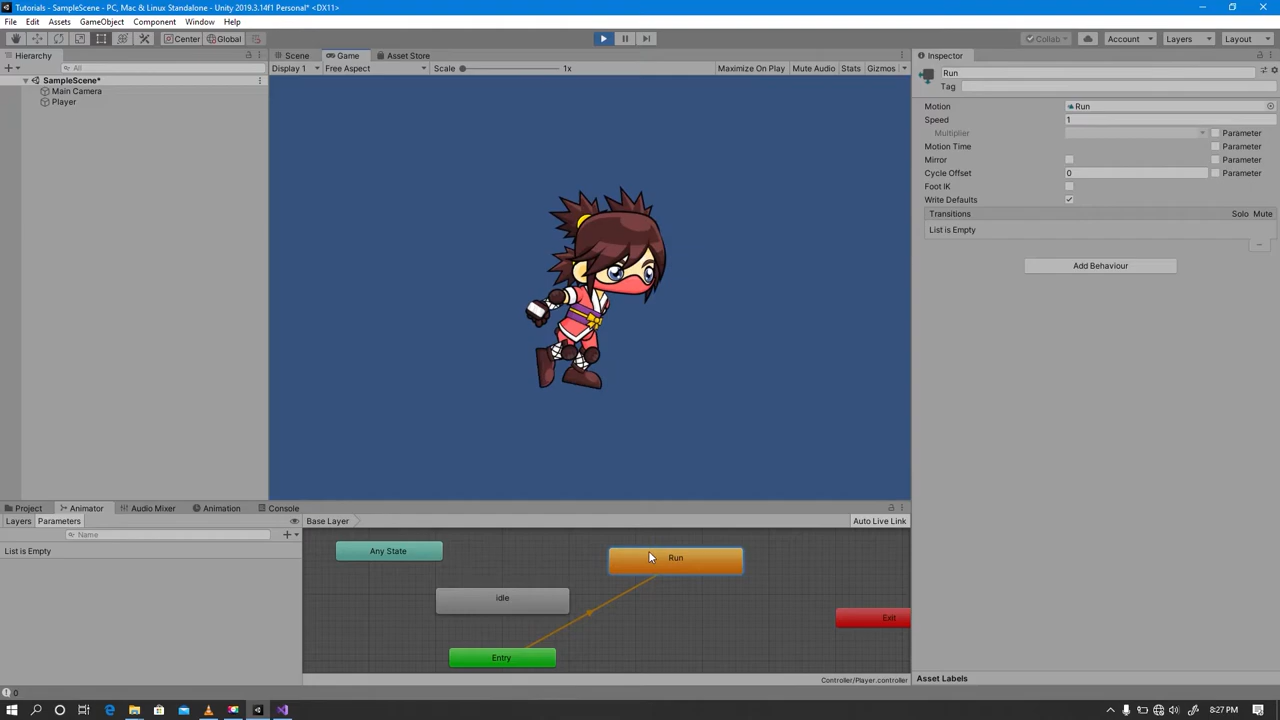 Tutorials - SampleScene - PC, Mac & Linux Standalone - Unity 2019.3.14f1 Personal* <DX11>
File Edit Assets GameObject Component Window Help
Center Global Collab Account Layers Layout
Hierarchy
All
SampleScene*
Main Camera
Player
Scene Game Asset Store
Display 1 Free Aspect Scale 1x Maximize On Play Mute Audio Stats Gizmos
Inspector
Run
Tag
Motion Run
Speed 1
Multiplier Parameter
Motion Time Parameter
Mirror Parameter
Cycle Offset 0 Parameter
Foot IK
Write Defaults
Transitions Solo Mute
List is Empty
Add Behaviour
Project Animator Audio Mixer Animation Console
Layers Parameters Base Layer Auto Live Link
Name
List is Empty
Any State
Run
idle
Exit
Entry
Controller/Player.controller
Asset Labels
0
8:27 PM